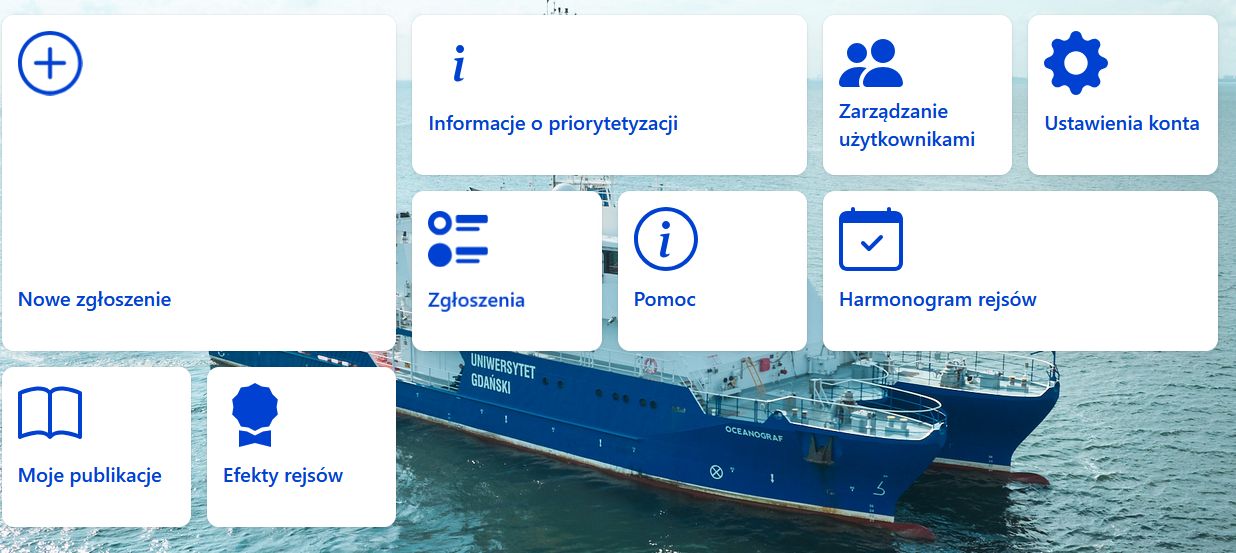 Informacje o priorytetyzacji
Zarządzanie
użytkownikami
Ustawienia konta
Nowe zgłoszenie
Zgłoszenia
Pomoc
Harmonogram rejsów
UNIWERSYTET
GDAŃSKI
OCEANOGRAF
Moje publikacje
Efekty rejsów